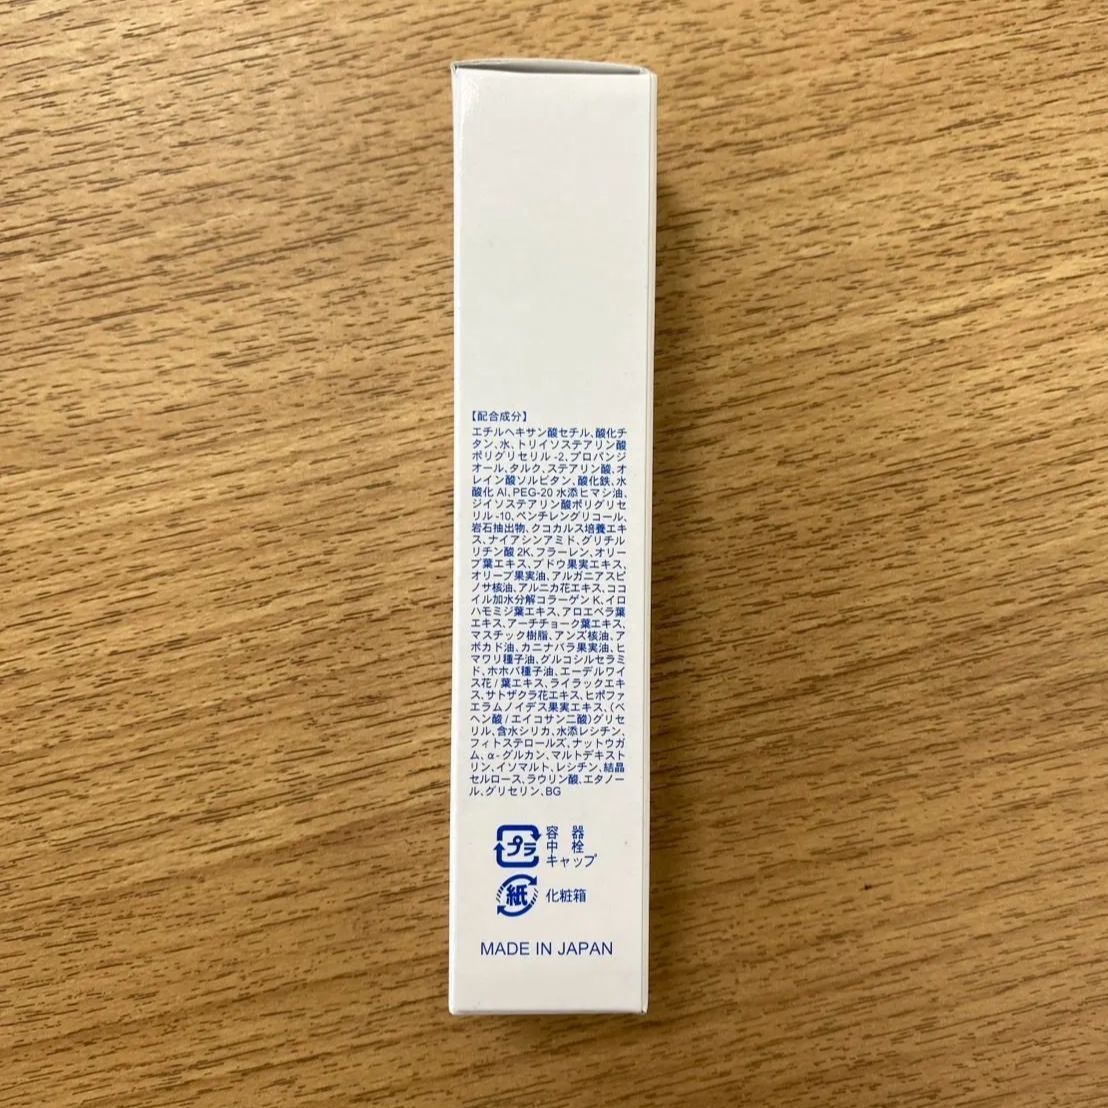 【配合成分】
エチルヘキサン酸セチル、酸化チ
タン、水、トリイソステアリン酸
ポリグリセリル-2、プロパンジ
オール、タルク、ステアリン酸、オ
レイン酸ソルビタン、酸化鉄、水
酸化Al、PEG-20水添ヒマシ油、
ジイソステアリン酸ポリグリセ
リル-10、ペンチレングリコール、
岩石抽出物、クコカルス培養エキ
ス、ナイアシンアミド、グリチル
リチン酸2K、フラーレン、オリー
ブ葉エキス、ブドウ果実エキス、
オリーブ果実油、アルガニアスピ
ノサ核油、アルニカ花エキス、ココ
イル加水分解コラーゲンK、イロ
ハモミジ葉エキス、アロエベラ葉
エキス、アーチチョーク葉エキス、
マスチック樹脂、アンズ核油、ア
ボカド油、カニナバラ果実油、ヒ
マワリ種子油、グルコシルセラミ
ド、ホホバ種子油、エーデルワイ
ス花/葉エキス、ライラックエキ
ス、サトザクラ花エキス、ヒポファ
エラムノイデス果実エキス、(ベ
ヘン酸/エイコサン二酸)グリセ
リル、含水シリカ、水添レシチン、
フィトステロールズ、ナットウガ
ム、α-グルカン、マルトデキスト
リン、イソマルト、レシチン、結晶
セルロース、ラウリン酸、エタノー
ル、グリセリン、BG
プラ
容器
中栓
キャップ
紙 化粧箱
MADE IN JAPAN